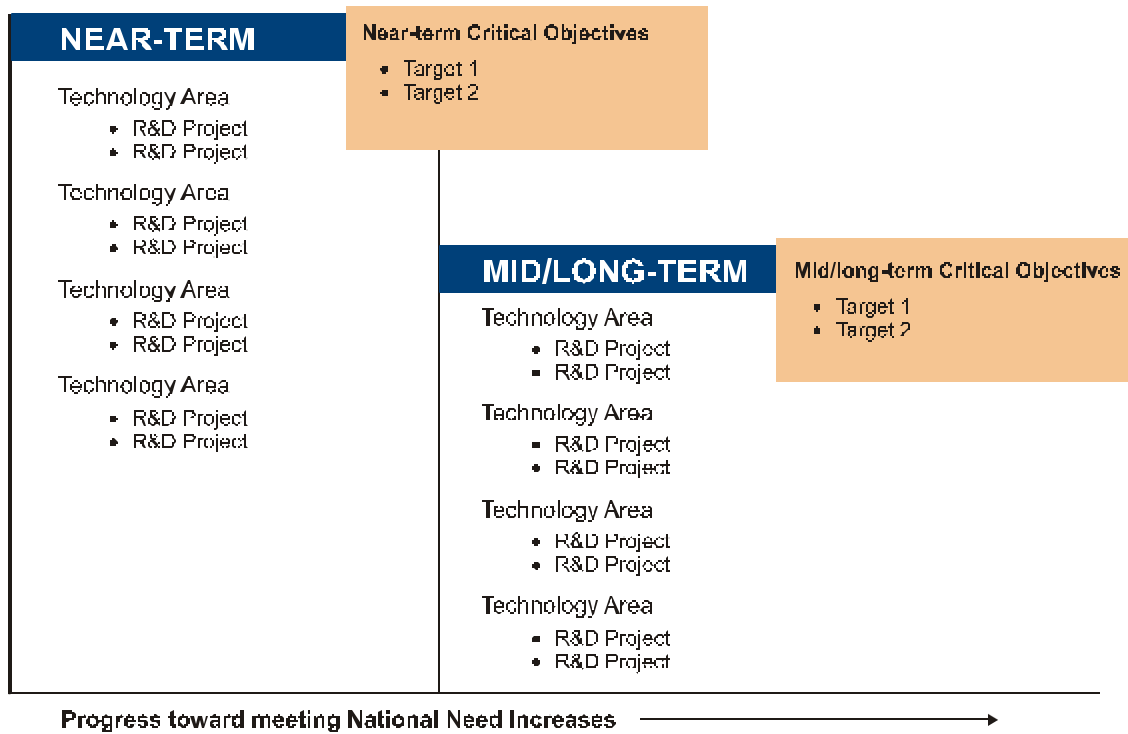 NEAR-TERM
Near-term Critical Objectives
• Target 1
• Target 2
Technology Area
• R&D Project
• R&D Project
Technology Area
• R&D Project
• R&D Project
Technology Area
• R&D Project
• R&D Project
Technology Area
• R&D Project
• R&D Project
MID/LONG-TERM
Mid/long-term Critical Objectives
• Target 1
• Target 2
Technology Area
• R&D Project
• R&D Project
Technology Area
• R&D Project
• R&D Project
Technology Area
• R&D Project
• R&D Project
Technology Area
• R&D Project
• R&D Project
Progress toward meeting National Need Increases